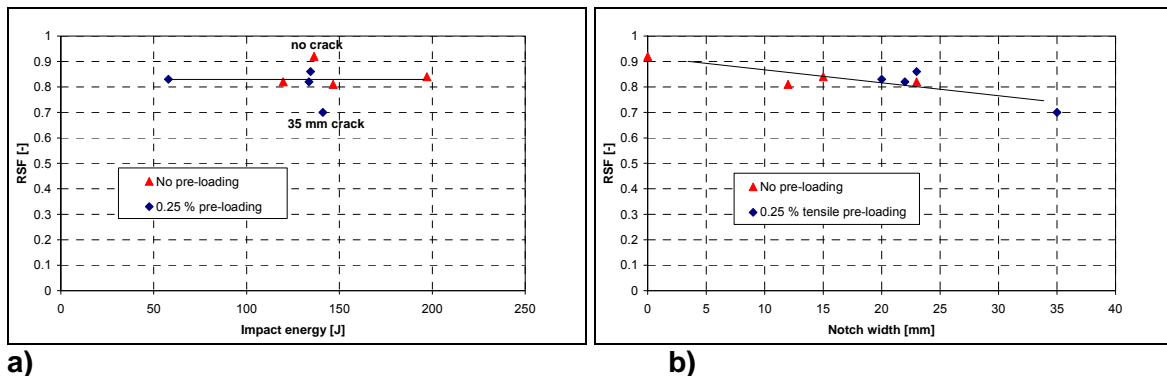 1
0.9
0.8
0.7
0.6
0.5
0.4
0.3
0.2
0.1
0
RSF [-]
no crack
35 mm crack
No pre-loading
0.25 % pre-loading
0 50 100 150 200 250
Impact energy [J]
a)
1
0.9
0.8
0.7
0.6
0.5
0.4
0.3
0.2
0.1
0
RSF [-]
No pre-loading
0.25 % tensile pre-loading
0 5 10 15 20 25 30 35 40
Notch width [mm]
b)